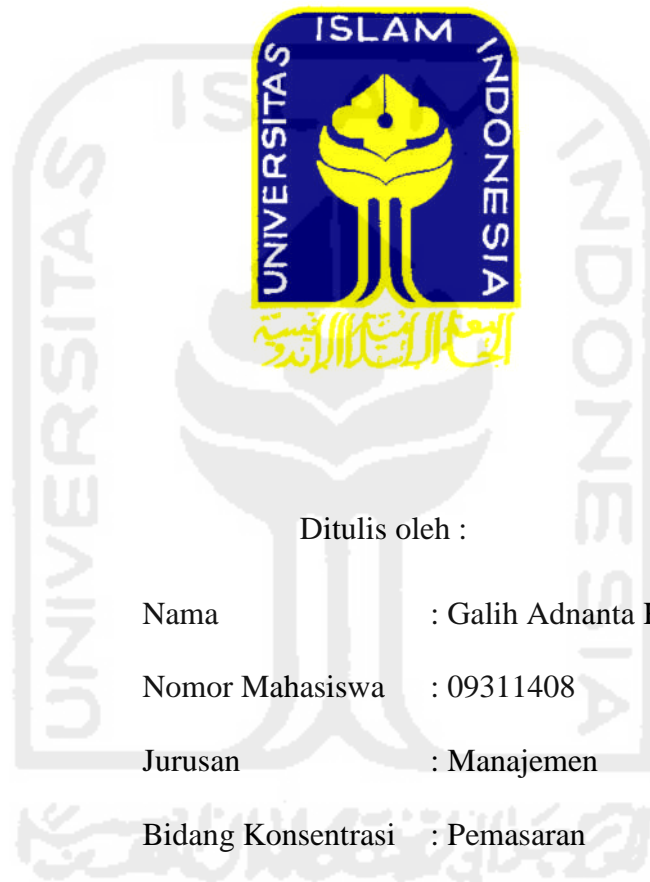 UNIVERSITAS ISLAM INDONESIA
Ditulis oleh :
Nama : Galih Adnanta
Nomor Mahasiswa : 09311408
Jurusan : Manajemen
Bidang Konsentrasi : Pemasaran